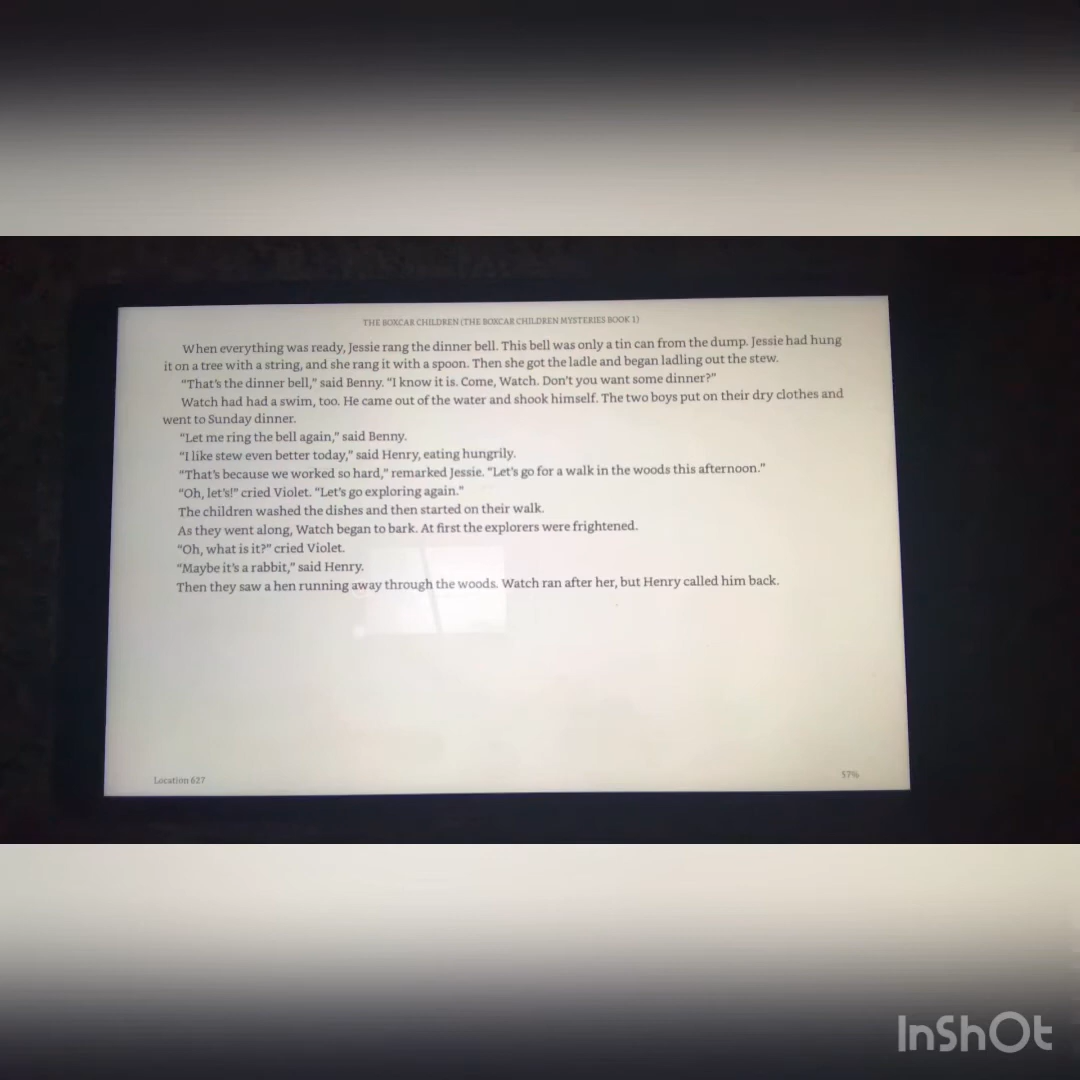 THE BOXCAR CHILDREN (THE BOXCAR CHILDREN MYSTERIES BOOK 1)
When everything was ready, Jessie rang the dinner bell. This bell was only a tin can from the dump. Jessie had hung
it on a tree with a string, and she rang it with a spoon. Then she got the ladle and began ladling out the stew.
“That’s the dinner bell,” said Benny. “I know it is. Come, Watch. Don’t you want some dinner?”
Watch had had a swim, too. He came out of the water and shook himself. The two boys put on their dry clothes and
went to Sunday dinner.
“Let me ring the bell again,” said Benny.
“I like stew even better today,” said Henry, eating hungrily.
“That’s because we worked so hard,” remarked Jessie. “Let’s go for a walk in the woods this afternoon.”
“Oh, let’s!” cried Violet. “Let’s go exploring again.”
The children washed the dishes and then started on their walk.
As they went along, Watch began to bark. At first the explorers were frightened.
“Oh, what is it?” cried Violet.
“Maybe it’s a rabbit,” said Henry.
Then they saw a hen running away through the woods. Watch ran after her, but Henry called him back.
Location 627
57%
InShOt